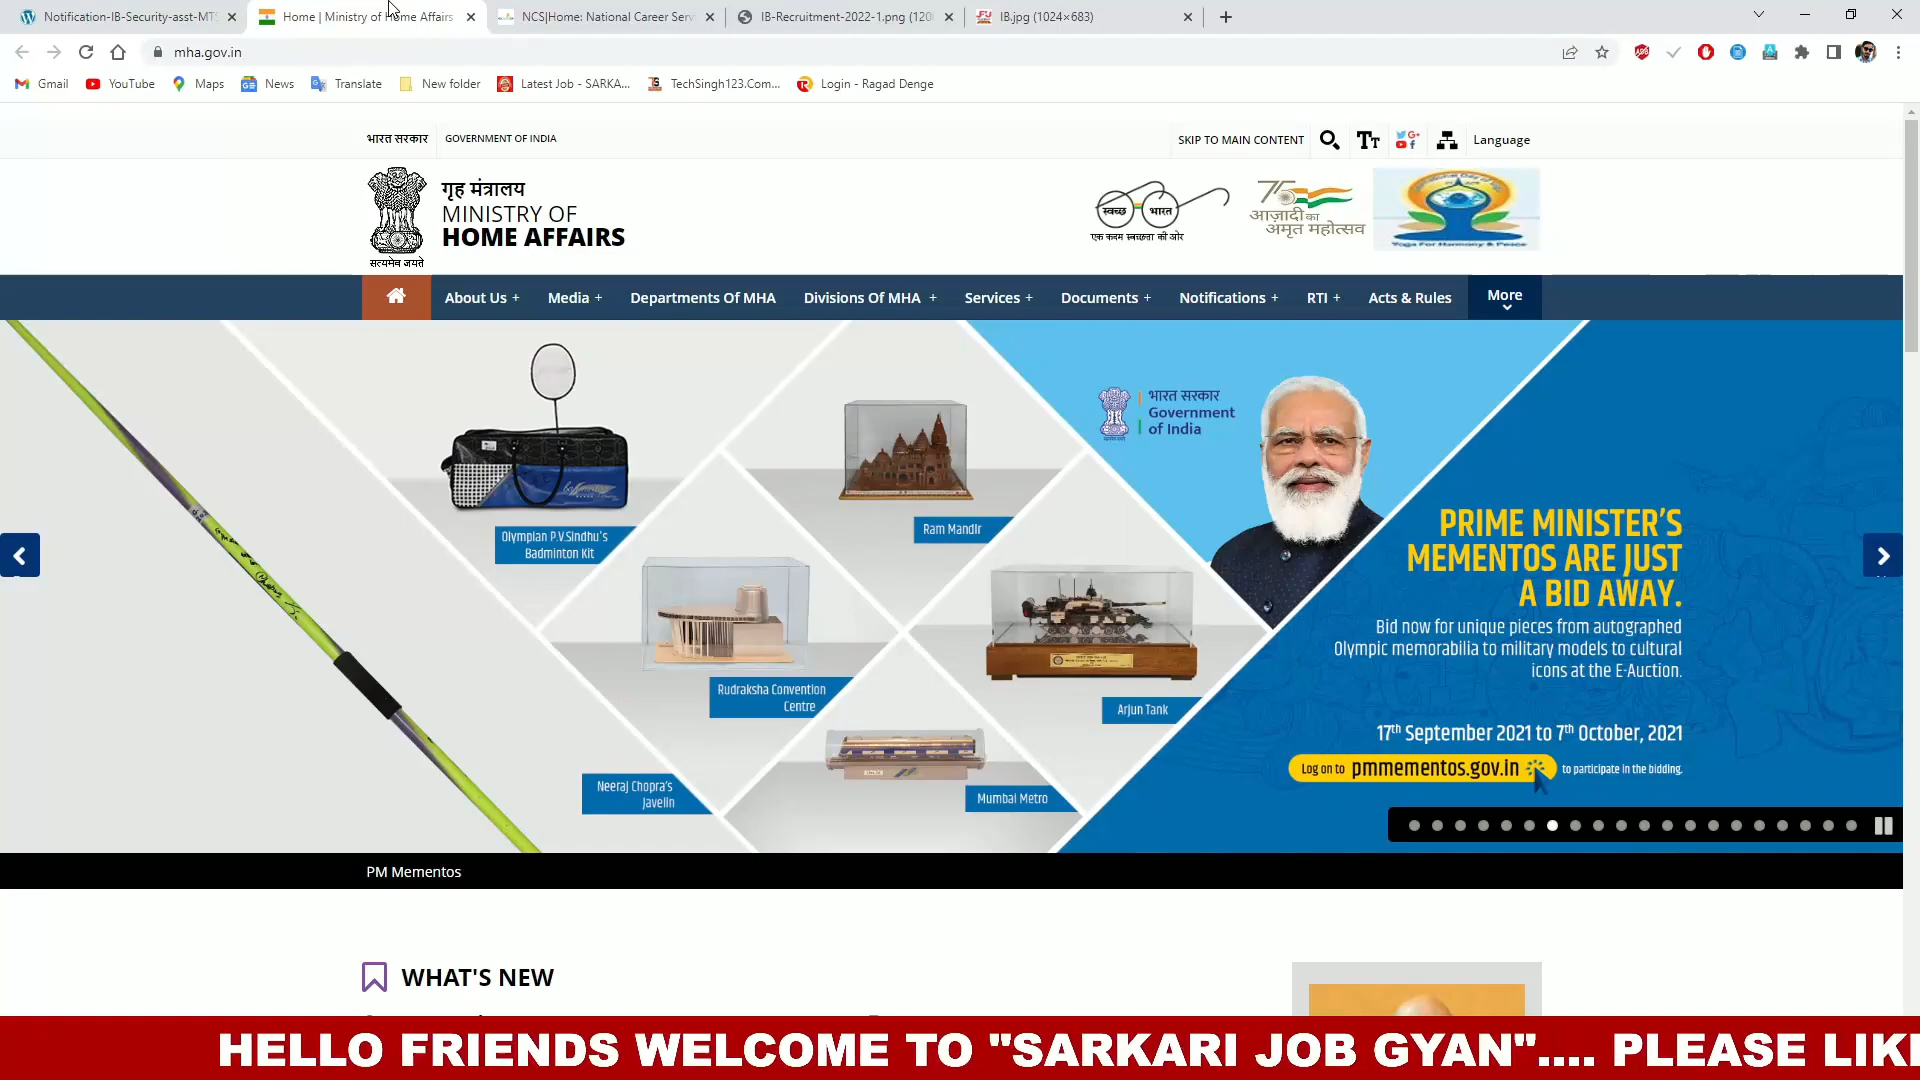 Notification-IB-Security-asst-MTS
Home | Ministry of Home Affairs
NCS|Home: National Career Serv
IB-Recruitment-2022-1.png (120
IB.jpg (1024×683)
mha.gov.in
Gmail
YouTube
Maps
News
Translate
New folder
Latest Job - SARKA...
TechSingh123.Com...
Login - Ragad Denge
भारत सरकार
GOVERNMENT OF INDIA
SKIP TO MAIN CONTENT
Language
गृह मंत्रालय
MINISTRY OF
HOME AFFAIRS
सत्यमेव जयते
स्वच्छ भारत
एक कदम स्वच्छता की ओर
75
आज़ादी का
अमृत महोत्सव
Yoga For Harmony & Peace
About Us +
Media +
Departments Of MHA
Divisions Of MHA +
Services +
Documents +
Notifications +
RTI +
Acts & Rules
More
भारत सरकार
Government
of India
Olympian P.V.Sindhu's
Badminton Kit
Ram Mandir
Rudraksha Convention
Centre
Arjun Tank
Neeraj Chopra's
Javelin
Mumbai Metro
PRIME MINISTER'S
MEMENTOS ARE JUST
A BID AWAY.
Bid now for unique pieces from autographed
Olympic memorabilia to military models to cultural
icons at the E-Auction.
17th September 2021 to 7th October, 2021
Log on to pmmementos.gov.in to participate in the bidding.
PM Mementos
WHAT'S NEW
HELLO FRIENDS WELCOME TO "SARKARI JOB GYAN".... PLEASE LIK